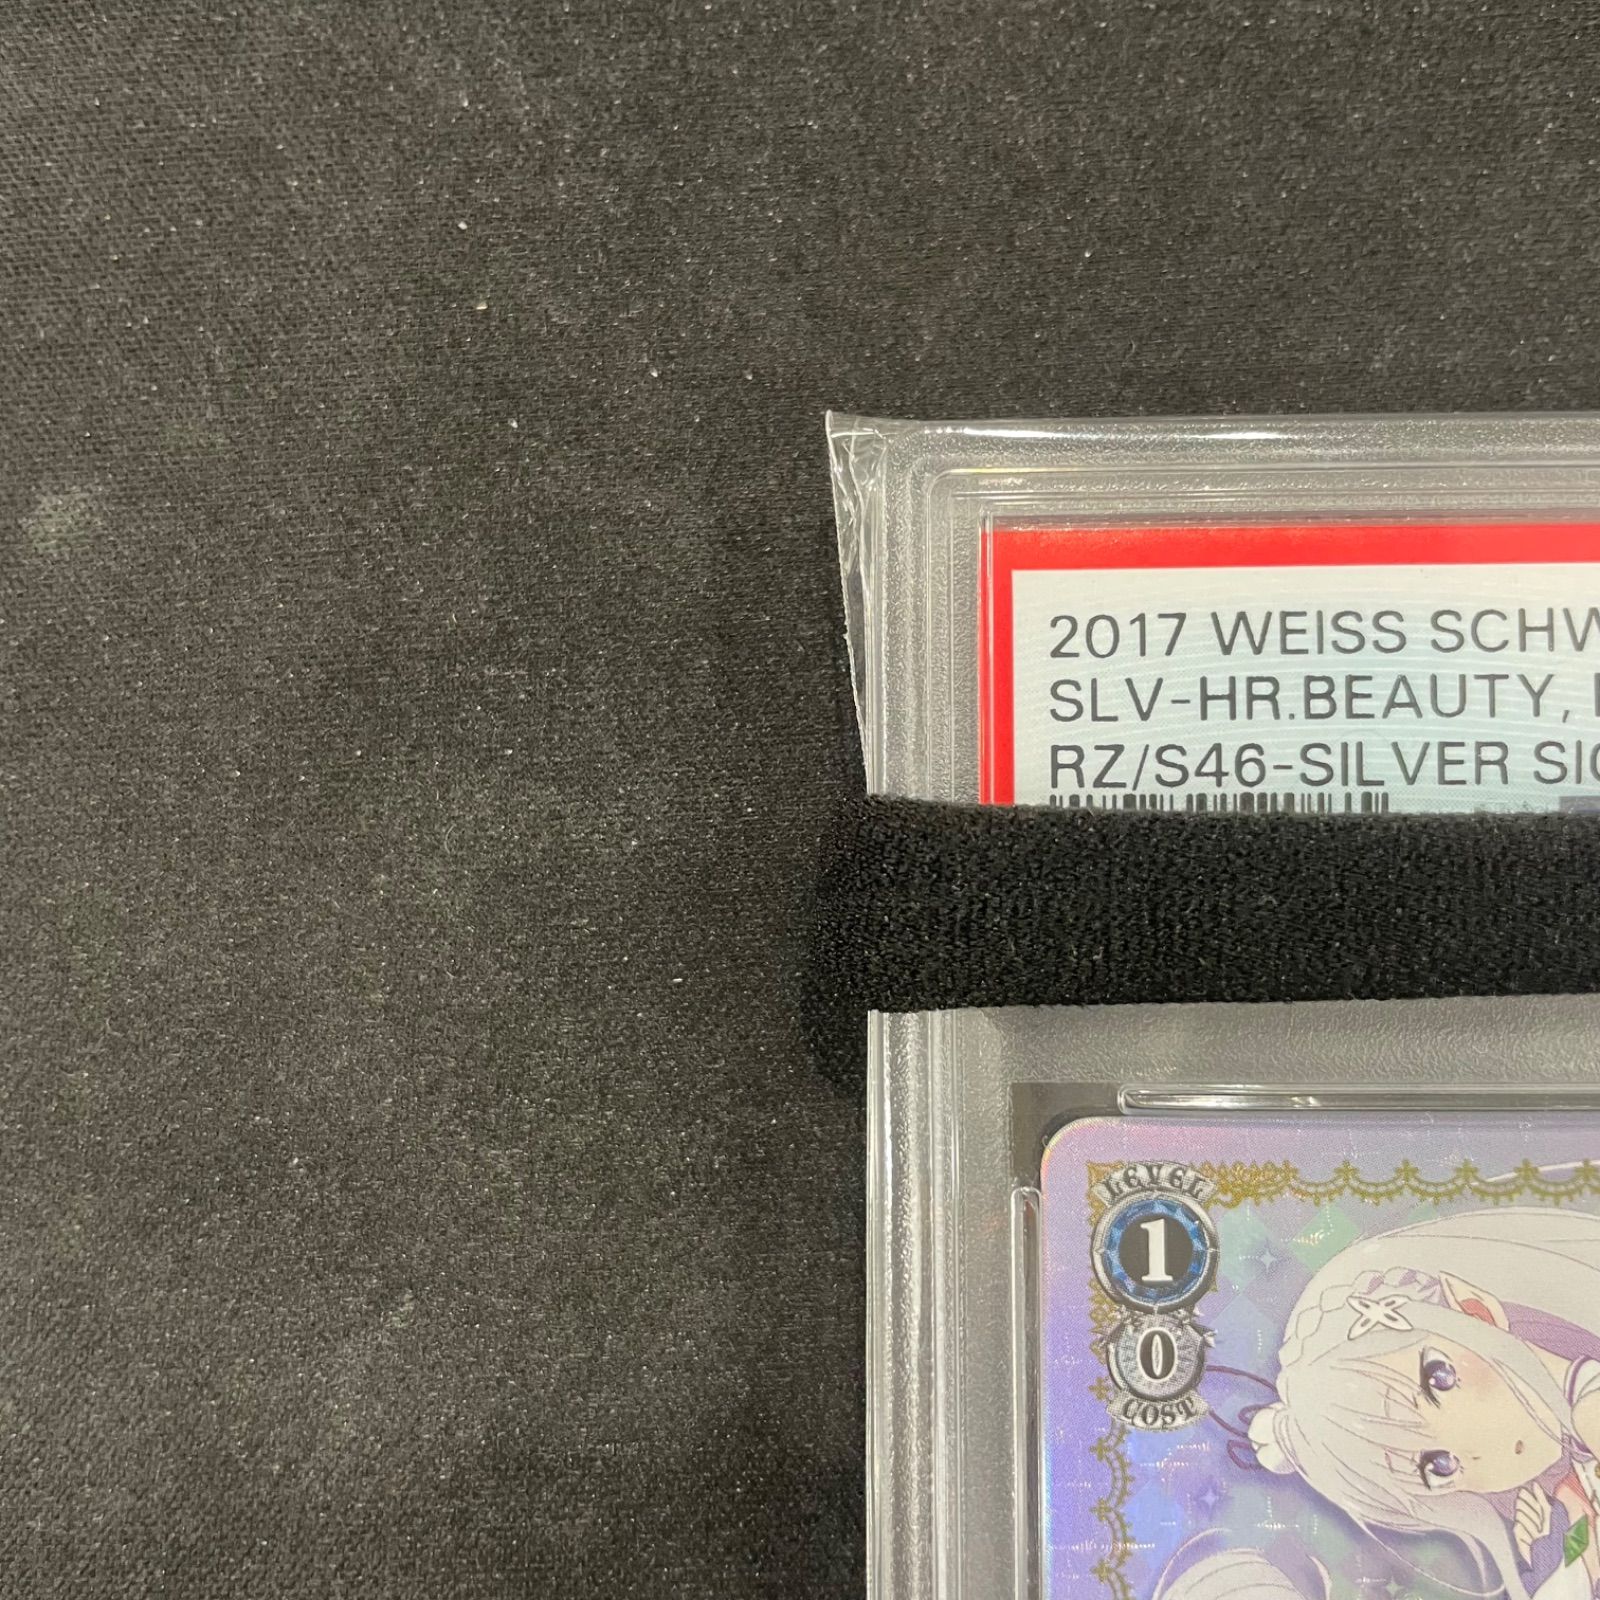 2017 WEISS SCHW
SLV-HR.BEAUTY,
RZ/S46-SILVER SIG
LEVEL
1
0
COST